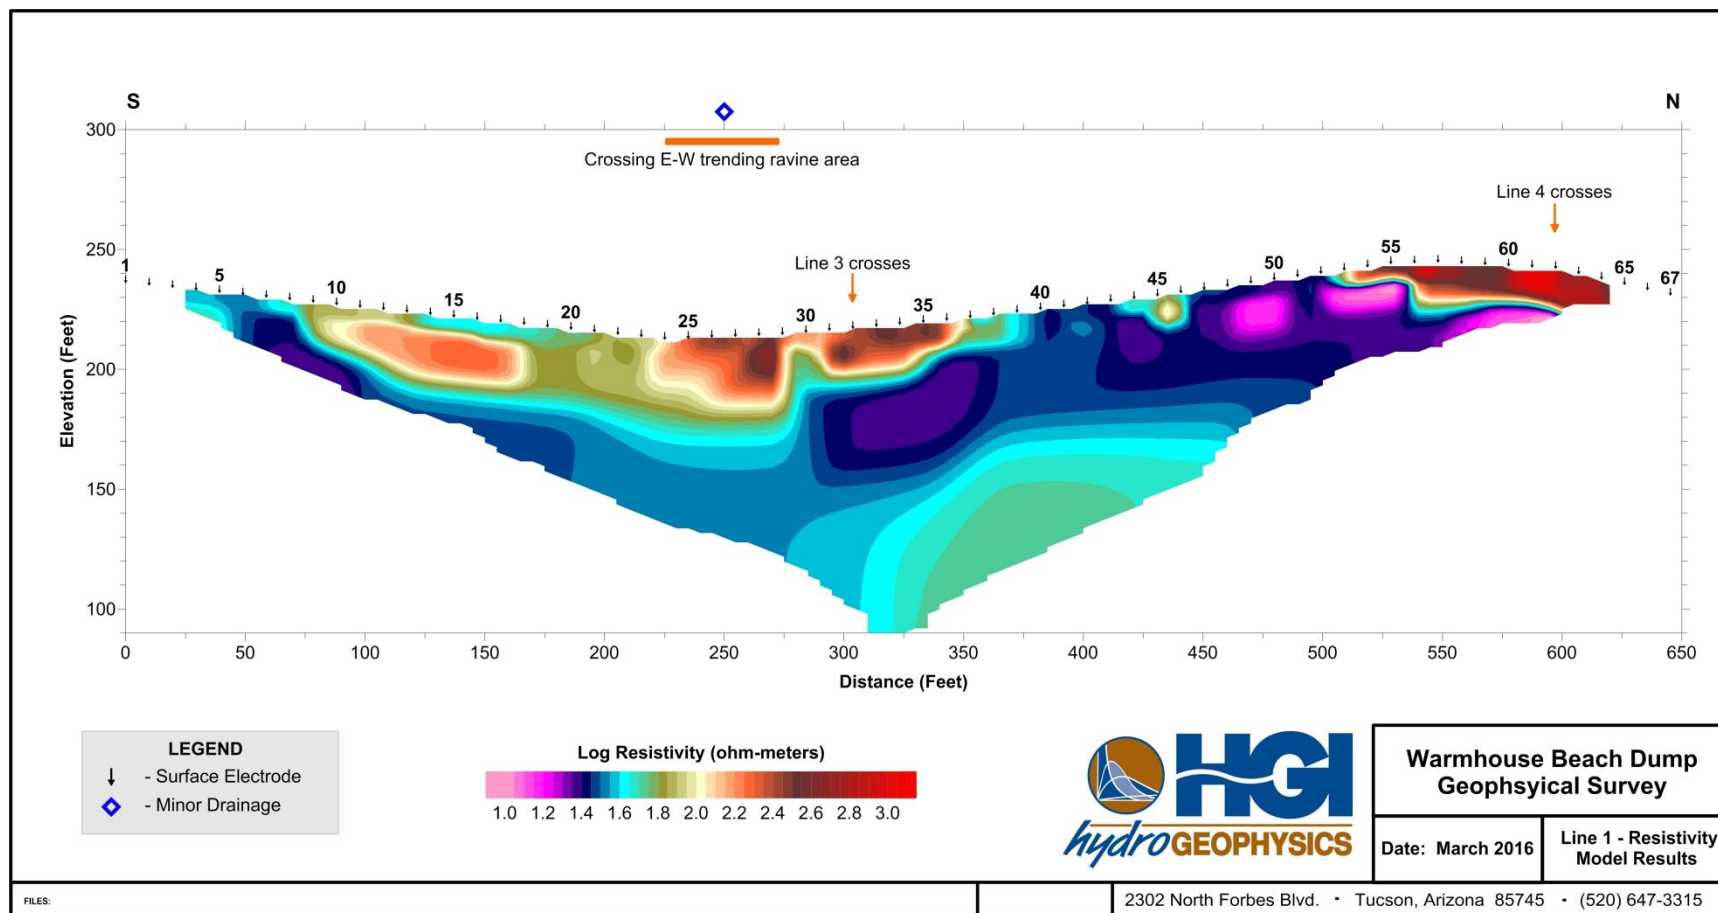 S
N
300
Crossing E-W trending ravine area
Line 4 crosses
250
Line 3 crosses
1 5 10 15 20 25 30 35 40 45 50 55 60 65 67
200
150
100
Elevation (Feet)
0 50 100 150 200 250 300 350 400 450 500 550 600 650
Distance (Feet)
LEGEND
- Surface Electrode
- Minor Drainage
Log Resistivity (ohm-meters)
1.0 1.2 1.4 1.6 1.8 2.0 2.2 2.4 2.6 2.8 3.0
HGI
hydroGEOPHYSICS
Warmhouse Beach Dump
Geophsyical Survey
Date: March 2016
Line 1 - Resistivity
Model Results
FILES:
2302 North Forbes Blvd. • Tucson, Arizona 85745 • (520) 647-3315